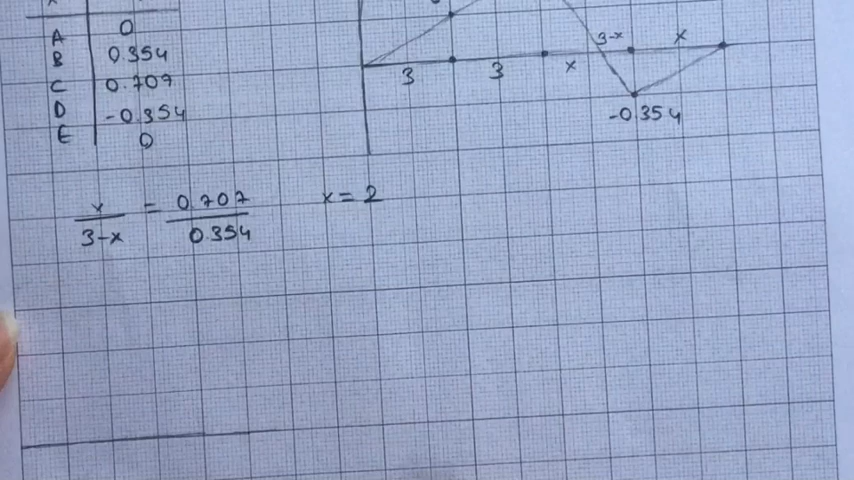 A 0
B 0.354
C 0.707
D -0.354
E 0
3 3 x 3-x x
-0.354
x/3-x = 0.707/0.354 x = 2